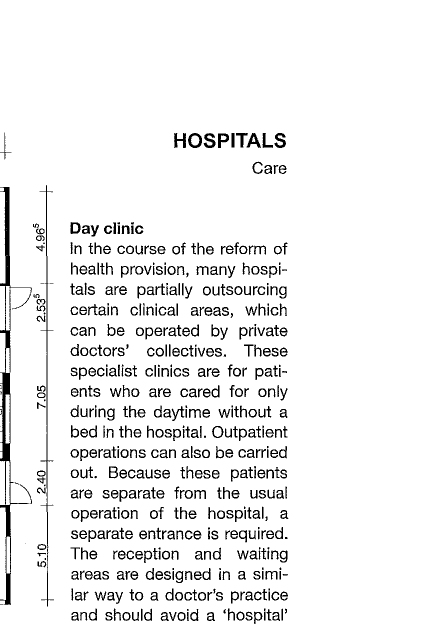 HOSPITALS
Care
Day clinic
In the course of the reform of
health provision, many hospi-
tals are partially outsourcing
certain clinical areas, which
can be operated by private
doctors’ collectives. These
specialist clinics are for pati-
ents who are cared for only
during the daytime without a
bed in the hospital. Outpatient
operations can also be carried
out. Because these patients
are separate from the usual
operation of the hospital, a
separate entrance is required.
The reception and waiting
areas are designed in a simi-
lar way to a doctor’s practice
and should avoid a ‘hospital’
4.96⁵
2.53⁵
7.05
2.40
5.10